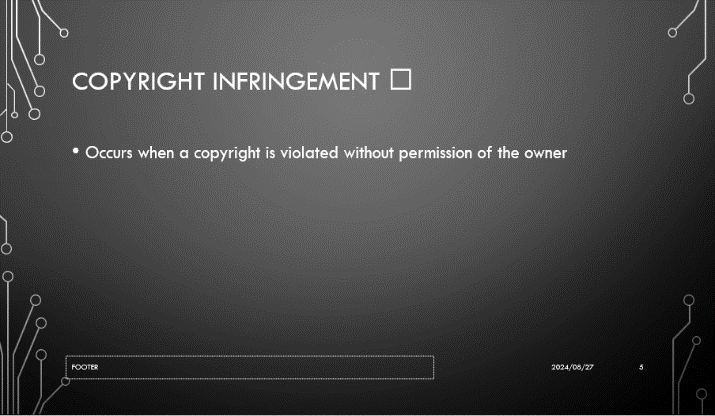 COPYRIGHT INFRINGEMENT □
• Occurs when a copyright is violated without permission of the owner
FOOTER 2024/08/27 5